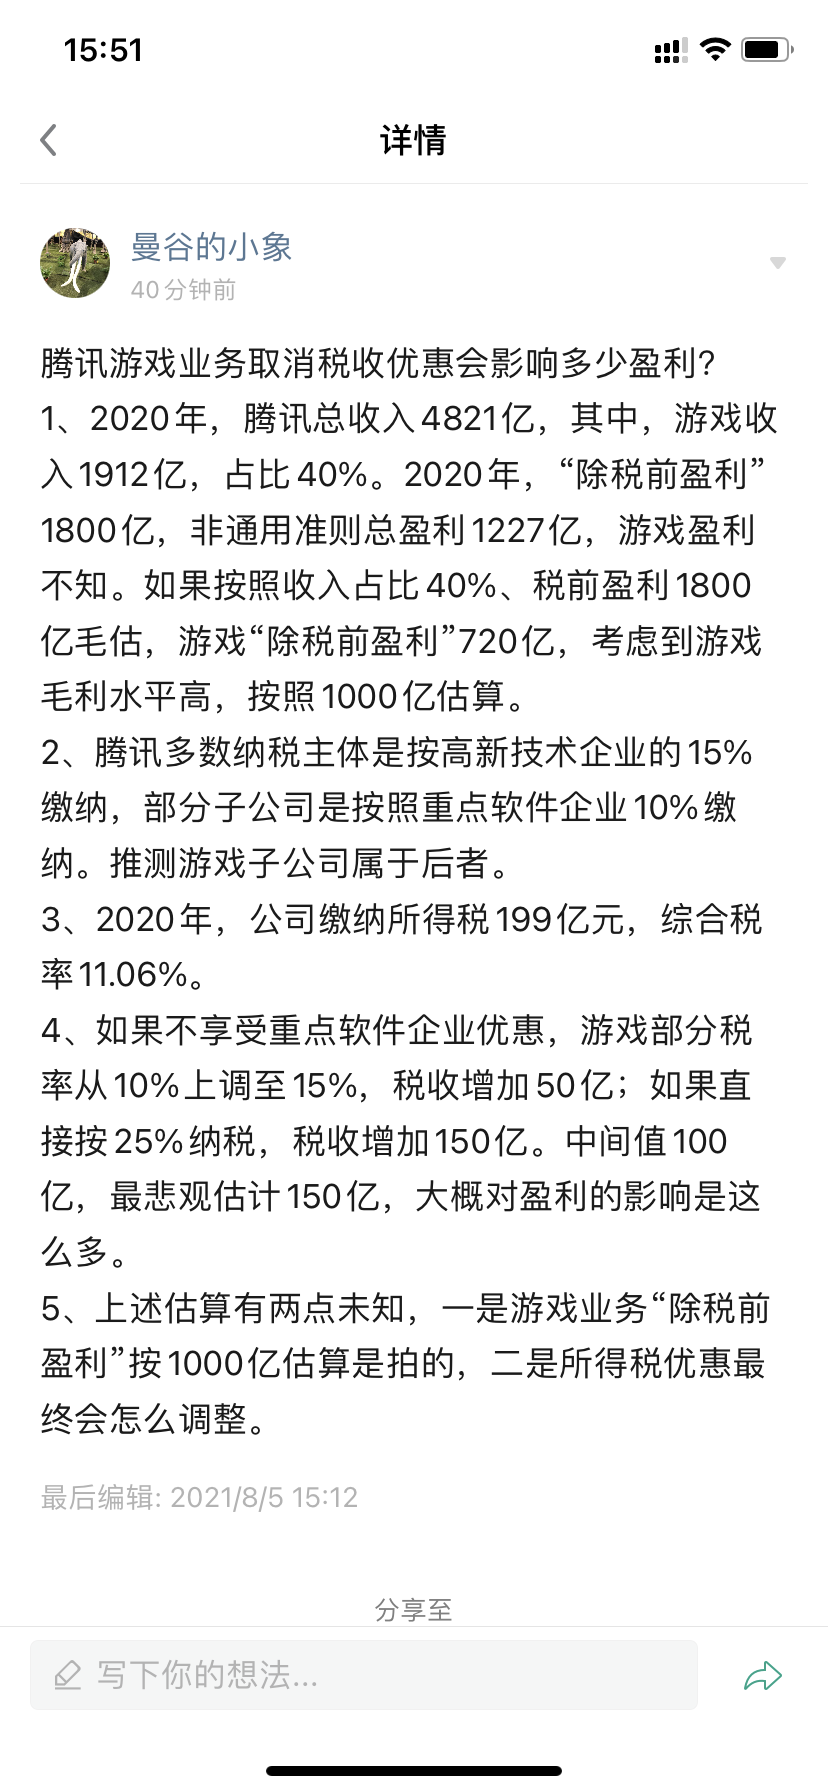 15:51
详情
曼谷的小象
40分钟前
腾讯游戏业务取消税收优惠会影响多少盈利?
1、2020年，腾讯总收入4821亿，其中，游戏收
入1912亿，占比40%。2020年，“除税前盈利”
1800亿，非通用准则总盈利1227亿，游戏盈利
不知。如果按照收入占比40%、税前盈利1800
亿毛估，游戏“除税前盈利”720亿，考虑到游戏
毛利水平高，按照1000亿估算。
2、腾讯多数纳税主体是按高新技术企业的15%
缴纳，部分子公司是按照重点软件企业10%缴
纳。推测游戏子公司属于后者。
3、2020年，公司缴纳所得税199亿元，综合税
率11.06%。
4、如果不享受重点软件企业优惠，游戏部分税
率从10%上调至15%，税收增加50亿；如果直
接按25%纳税，税收增加150亿。中间值100
亿，最悲观估计150亿，大概对盈利的影响是这
么多。
5、上述估算有两点未知，一是游戏业务“除税前
盈利”按1000亿估算是拍的，二是所得税优惠最
终会怎么调整。
最后编辑: 2021/8/5 15:12
分享至
写下你的想法...